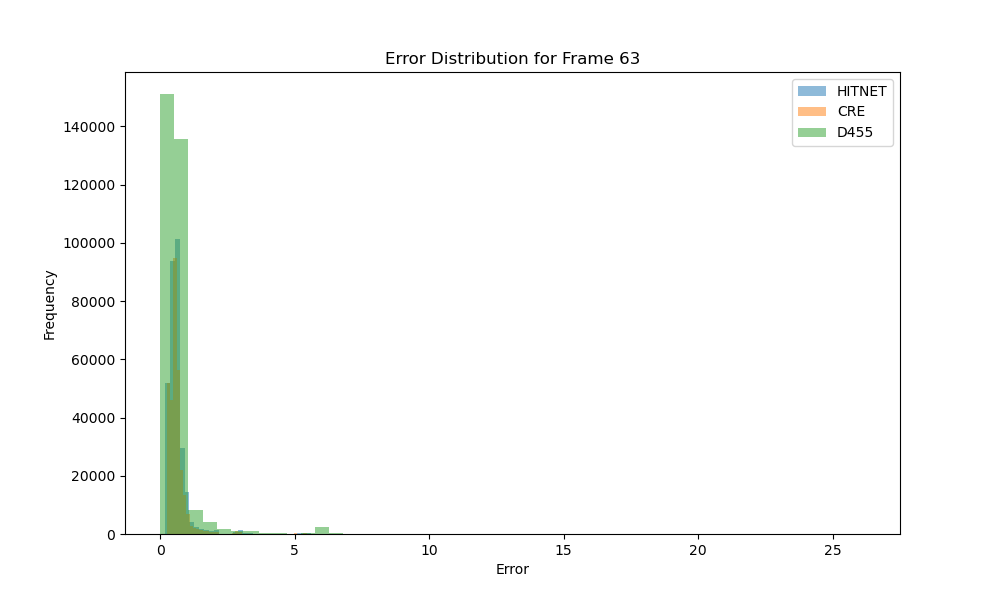 Error Distribution for Frame 63
HITNET
CRE
D455
140000
120000
100000
80000
60000
40000
20000
0
Frequency
0 5 10 15 20 25
Error